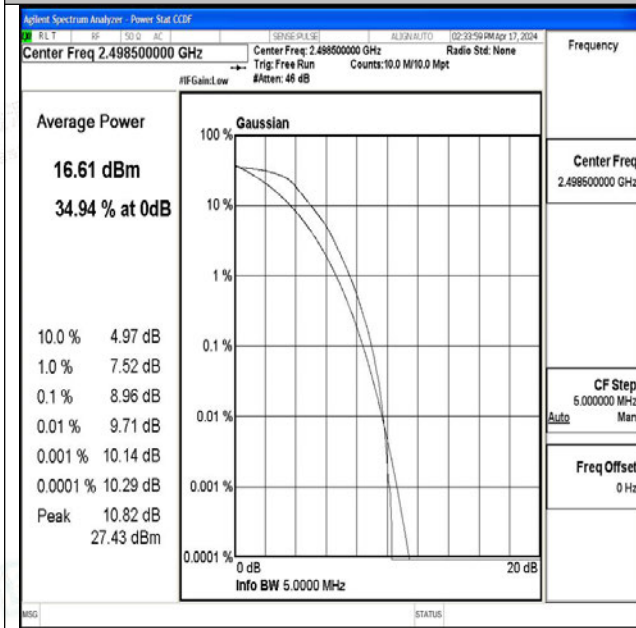 Agilent Spectrum Analyzer - Power Stat CCDF
RLT RF 50 Ω AC SENSE:PULSE ALIGN AUTO 02:33:59 PM Apr 17, 2024
Center Freq 2.498500000 GHz
Center Freq: 2.498500000 GHz
Radio Std: None
Trig: Free Run
Counts:10.0 M/10.0 Mpt
#IFGain:Low
#Atten: 46 dB
Frequency
Average Power
16.61 dBm
34.94 % at 0dB
10.0 % 4.97 dB
1.0 % 7.52 dB
0.1 % 8.96 dB
0.01 % 9.71 dB
0.001 % 10.14 dB
0.0001 % 10.29 dB
Peak 10.82 dB
27.43 dBm
Gaussian
100 %
10 %
1 %
0.1 %
0.01 %
0.001 %
0.0001 %
0 dB
20 dB
Info BW 5.0000 MHz
Center Freq
2.498500000 GHz
CF Step
5.000000 MHz
Auto Man
Freq Offset
0 Hz
MSG
STATUS